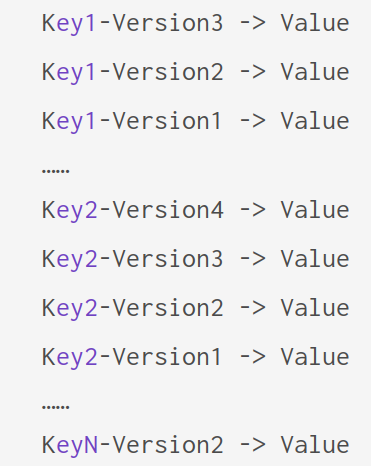 Key1-Version3 -> Value
Key1-Version2 -> Value
Key1-Version1 -> Value
……
Key2-Version4 -> Value
Key2-Version3 -> Value
Key2-Version2 -> Value
Key2-Version1 -> Value
……
KeyN-Version2 -> Value